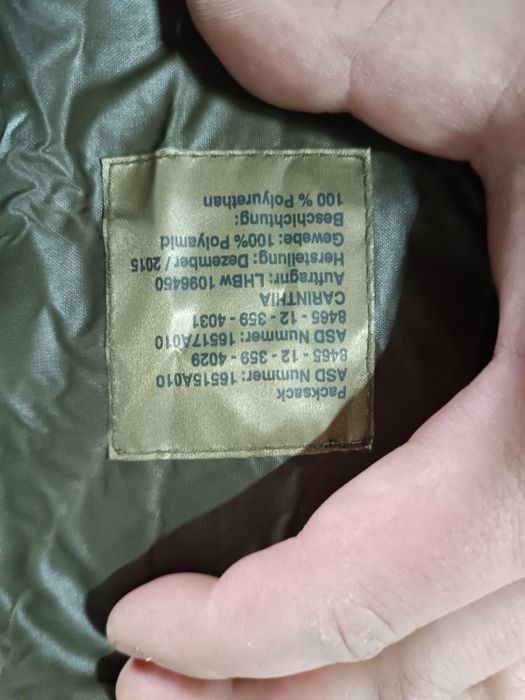 Packsack
ASD Nummer: 16515A010
8465 - 12 - 359 - 4029
ASD Nummer: 16517A010
8465 - 12 - 359 - 4031
CARINTHIA
Auftragnr: LHBw 1096450
Herstellung: Dezember / 2015
Gewebe: 100% Polyamid
Beschichtung:
100 % Polyurethan